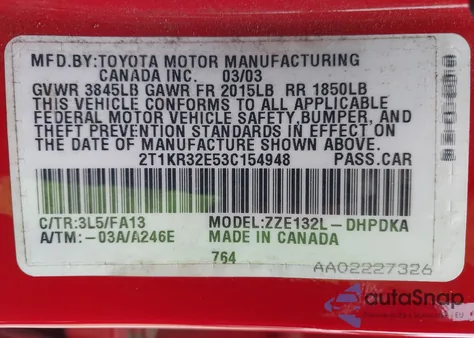 MFD.BY:TOYOTA MOTOR MANUFACTURING
CANADA INC. 03/03
GVWR 3845LB GAWR FR 2015LB RR 1850LB
THIS VEHICLE CONFORMS TO ALL APPLICABLE
FEDERAL MOTOR VEHICLE SAFETY,BUMPER, AND
THEFT PREVENTION STANDARDS IN EFFECT ON
THE DATE OF MANUFACTURE SHOWN ABOVE.
2T1KR32E53C154948 PASS.CAR
C/TR:3L5/FA13 MODEL:ZZE132L-DHPDKA
A/TM:-03A/A246E MADE IN CANADA
764
AA02227326
autoSnap